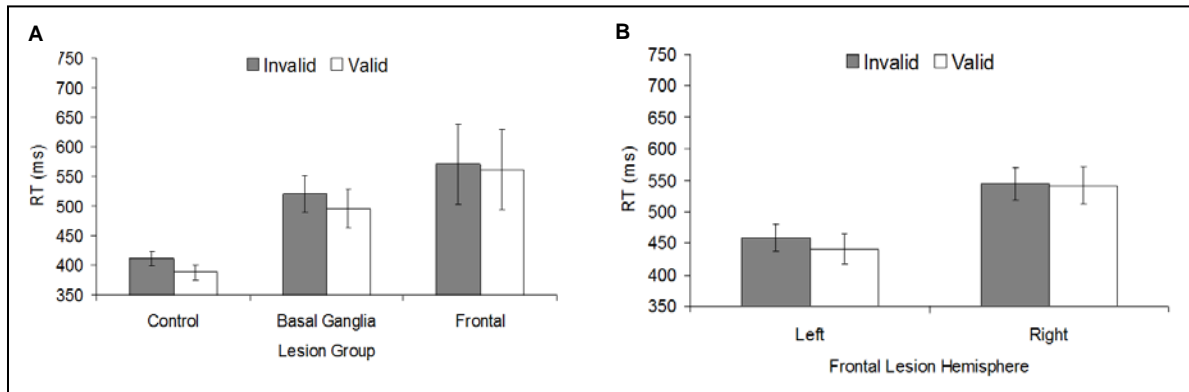 A
Invalid Valid
750
700
650
600
550
500
450
400
350
RT (ms)
Control Basal Ganglia Frontal
Lesion Group
B
Invalid Valid
750
700
650
600
550
500
450
400
350
RT (ms)
Left Right
Frontal Lesion Hemisphere